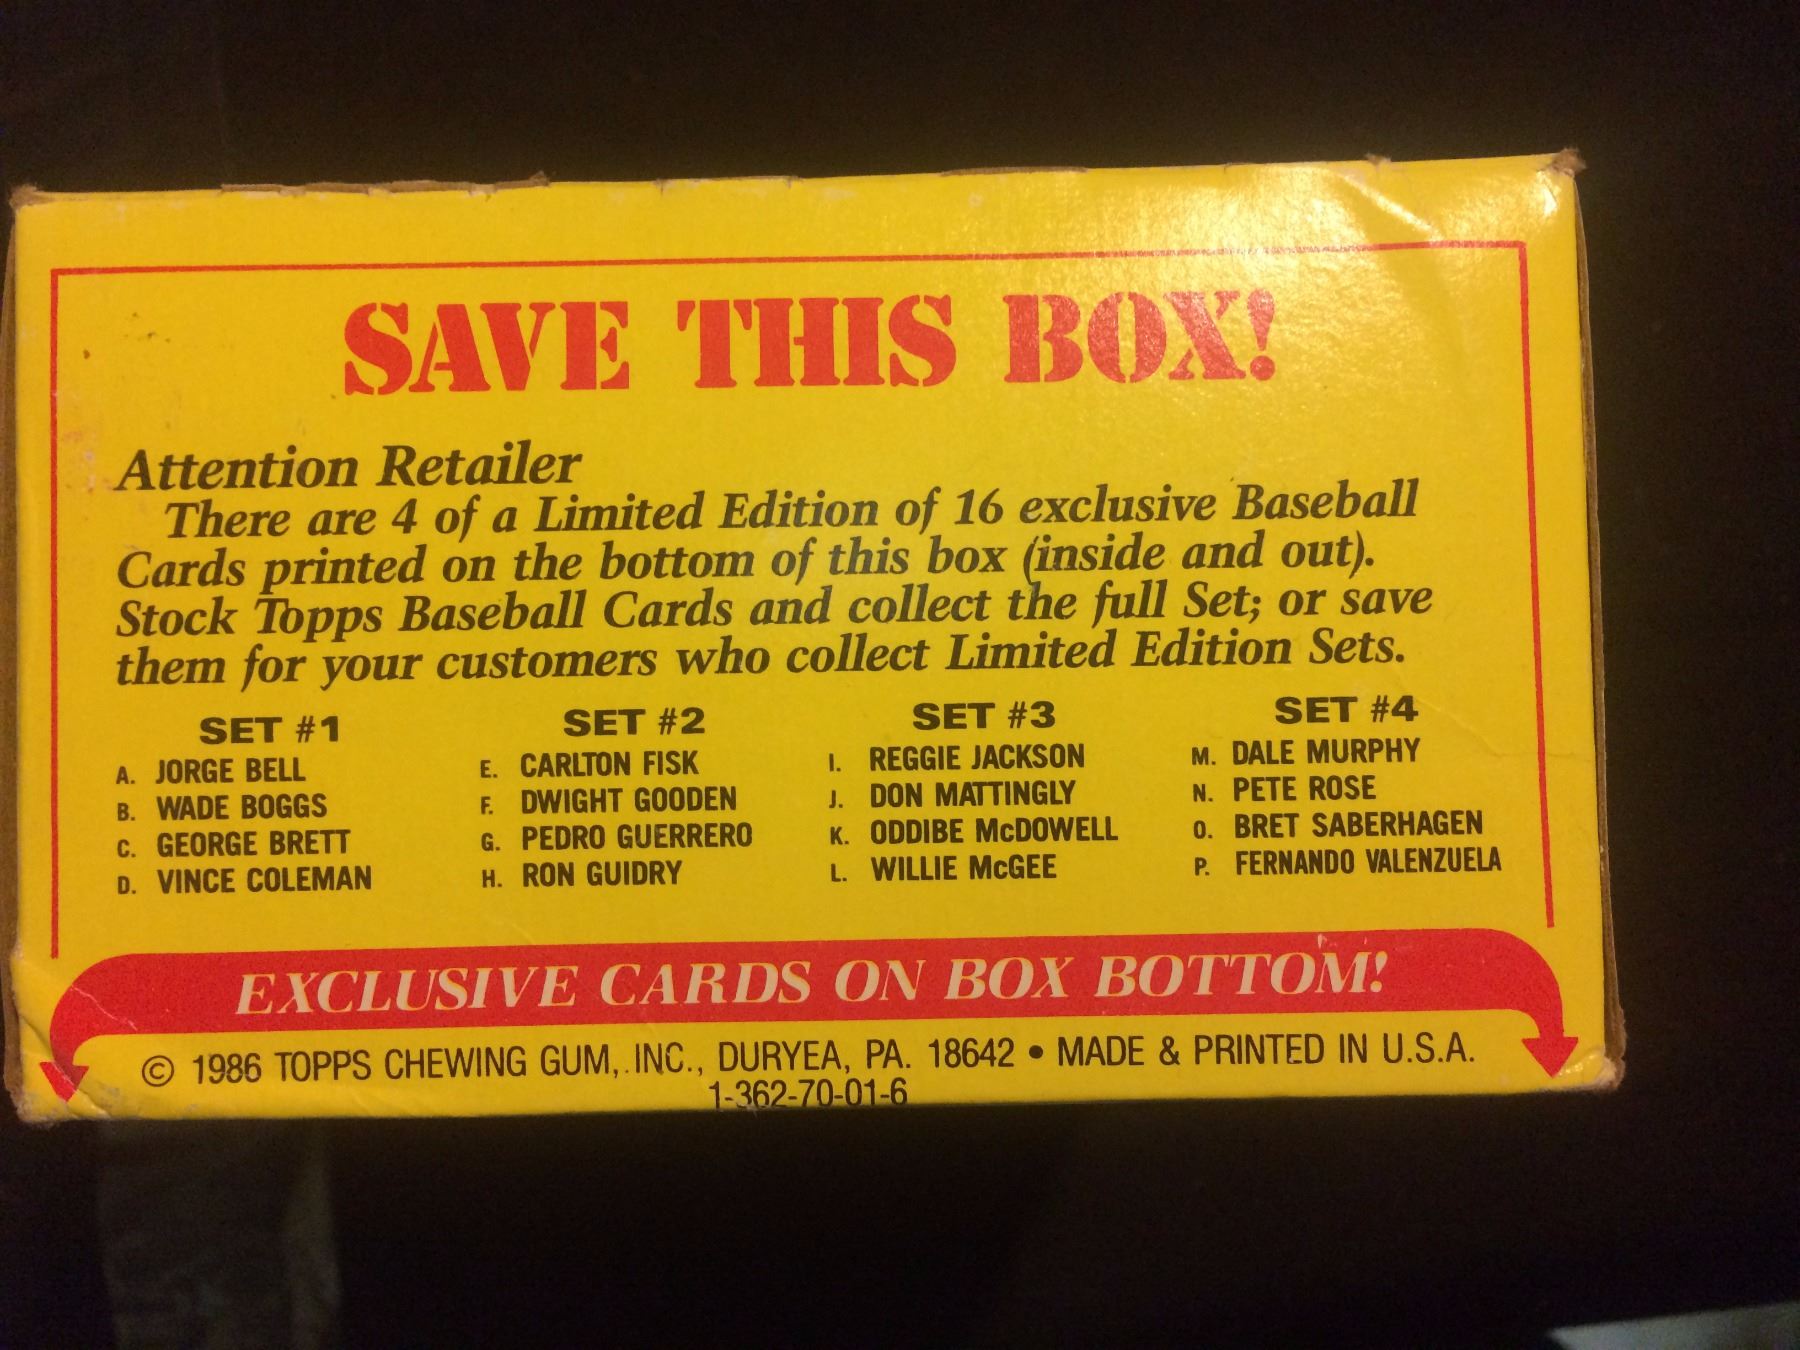 SAVE THIS BOX!
Attention Retailer
There are 4 of a Limited Edition of 16 exclusive Baseball
Cards printed on the bottom of this box (inside and out).
Stock Topps Baseball Cards and collect the full Set; or save
them for your customers who collect Limited Edition Sets.
SET #1
A. JORGE BELL
B. WADE BOGGS
C. GEORGE BRETT
D. VINCE COLEMAN
SET #2
E. CARLTON FISK
F. DWIGHT GOODEN
G. PEDRO GUERRERO
H. RON GUIDRY
SET #3
I. REGGIE JACKSON
J. DON MATTINGLY
K. ODDIBE McDOWELL
L. WILLIE McGEE
SET #4
M. DALE MURPHY
N. PETE ROSE
O. BRET SABERHAGEN
P. FERNANDO VALENZUELA
EXCLUSIVE CARDS ON BOX BOTTOM!
© 1986 TOPPS CHEWING GUM, INC., DURYEA, PA. 18642 • MADE & PRINTED IN U.S.A.
1-362-70-01-6